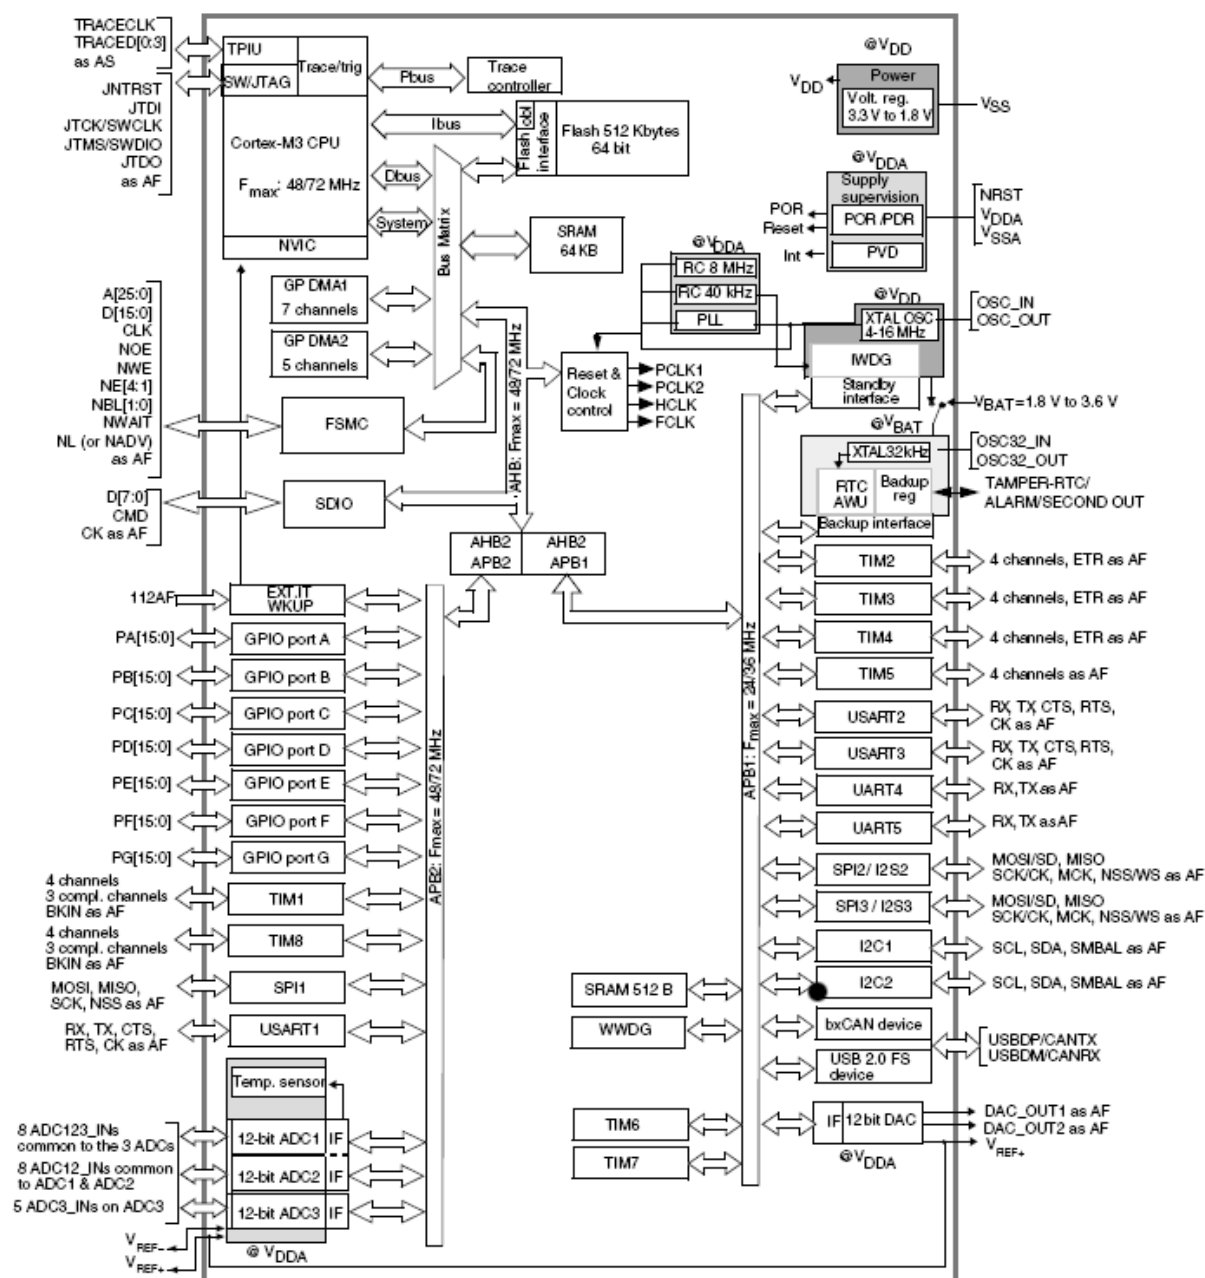 TRACECLK
TRACED[0:3]
as AS
JNTRST
JTDI
JTCK/SWCLK
JTMS/SWDIO
JTDO
as AF
TPIU
Trace/trig
SW/JTAG
Cortex-M3 CPU
Fmax: 48/72 MHz
NVIC
Pbus
Trace
controller
Ibus
Flash obl
interface
Flash 512 Kbytes
64 bit
Dbus
System
Bus Matrix
SRAM
64 KB
GP DMA1
7 channels
GP DMA2
5 channels
@VDD
Power
VDD
Volt. reg.
3.3 V to 1.8 V
VSS
@VDDA
Supply
supervision
POR
Reset
POR / PDR
Int
PVD
NRST
VDDA
VSSA
@VDDA
RC 8 MHz
RC 40 kHz
PLL
@VDD
XTAL OSC
4-16 MHz
OSC_IN
OSC_OUT
IWDG
Standby
interface
Reset &
Clock
control
PCLK1
PCLK2
HCLK
FCLK
VBAT=1.8 V to 3.6 V
@VBAT
XTAL32kHz
OSC32_IN
OSC32_OUT
RTC
AWU
Backup
reg
TAMPER-RTC/
ALARM/SECOND OUT
Backup interface
A[25:0]
D[15:0]
CLK
NOE
NWE
NE[4:1]
NBL[1:0]
NWAIT
NL (or NADV)
as AF
FSMC
D[7:0]
CMD
CK as AF
SDIO
AHB: Fmax = 48/72 MHz
AHB2
APB2
AHB2
APB1
112AF
EXT.IT
WKUP
PA[15:0]
GPIO port A
PB[15:0]
GPIO port B
PC[15:0]
GPIO port C
PD[15:0]
GPIO port D
PE[15:0]
GPIO port E
PF[15:0]
GPIO port F
PG[15:0]
GPIO port G
4 channels
3 compl. channels
BKIN as AF
TIM1
4 channels
3 compl. channels
BKIN as AF
TIM8
MOSI, MISO,
SCK, NSS as AF
SPI1
RX, TX, CTS,
RTS, CK as AF
USART1
Temp. sensor
8 ADC123_INs
common to the 3 ADCs
12-bit ADC1
IF
8 ADC12_INs common
to ADC1 & ADC2
12-bit ADC2
IF
5 ADC3_INs on ADC3
12-bit ADC3
IF
VREF-
VREF+
@ VDDA
APB2: Fmax = 48/72 MHz
APB1: Fmax = 24/36 MHz
TIM2
4 channels, ETR as AF
TIM3
4 channels, ETR as AF
TIM4
4 channels, ETR as AF
TIM5
4 channels as AF
USART2
RX, TX, CTS, RTS,
CK as AF
USART3
RX, TX, CTS, RTS,
CK as AF
UART4
RX,TX as AF
UART5
RX, TX as AF
SPI2 / I2S2
MOSI/SD, MISO
SCK/CK, MCK, NSS/WS as AF
SPI3 / I2S3
MOSI/SD, MISO
SCK/CK, MCK, NSS/WS as AF
I2C1
SCL, SDA, SMBAL as AF
I2C2
SCL, SDA, SMBAL as AF
SRAM 512 B
WWDG
bxCAN device
USB 2.0 FS
device
USBDP/CANTX
USBDM/CANRX
TIM6
TIM7
IF
12bit DAC
@VDDA
DAC_OUT1 as AF
DAC_OUT2 as AF
VREF+